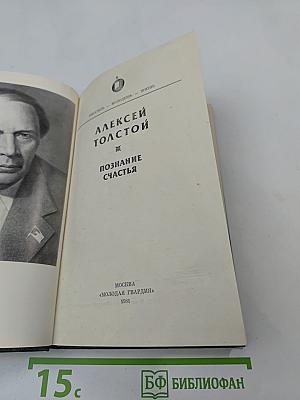 АЛЕКСЕЙ
ТОЛСТОЙ
ПОЗНАНИЕ
СЧАСТЬЯ
МОСКВА
«МОЛОДАЯ ГВАРДИЯ»
15с
БФ БИБЛИОФАН